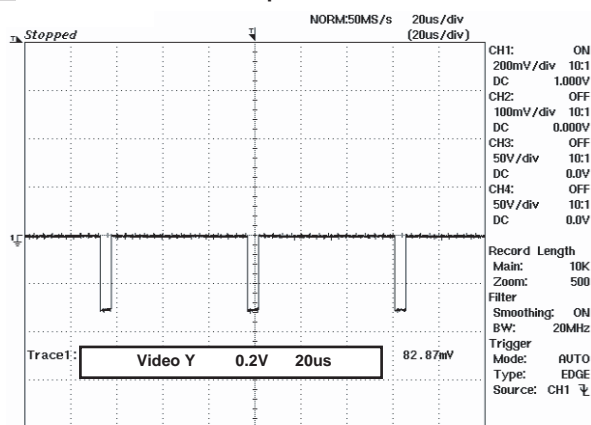 NORM:50MS/s 20us/div
Stopped (20us/div)
CH1: ON
200mV/div 10:1
DC 1.000V
CH2: OFF
100mV/div 10:1
DC 0.000V
CH3: OFF
50V/div 10:1
DC 0.0V
CH4: OFF
50V/div 10:1
DC 0.0V
Record Length
Main: 10K
Zoom: 500
Filter
Smoothing: ON
BW: 20MHz
Trigger
Mode: AUTO
Type: EDGE
Source: CH1
Trace1: Video Y 0.2V 20us 82.87mV